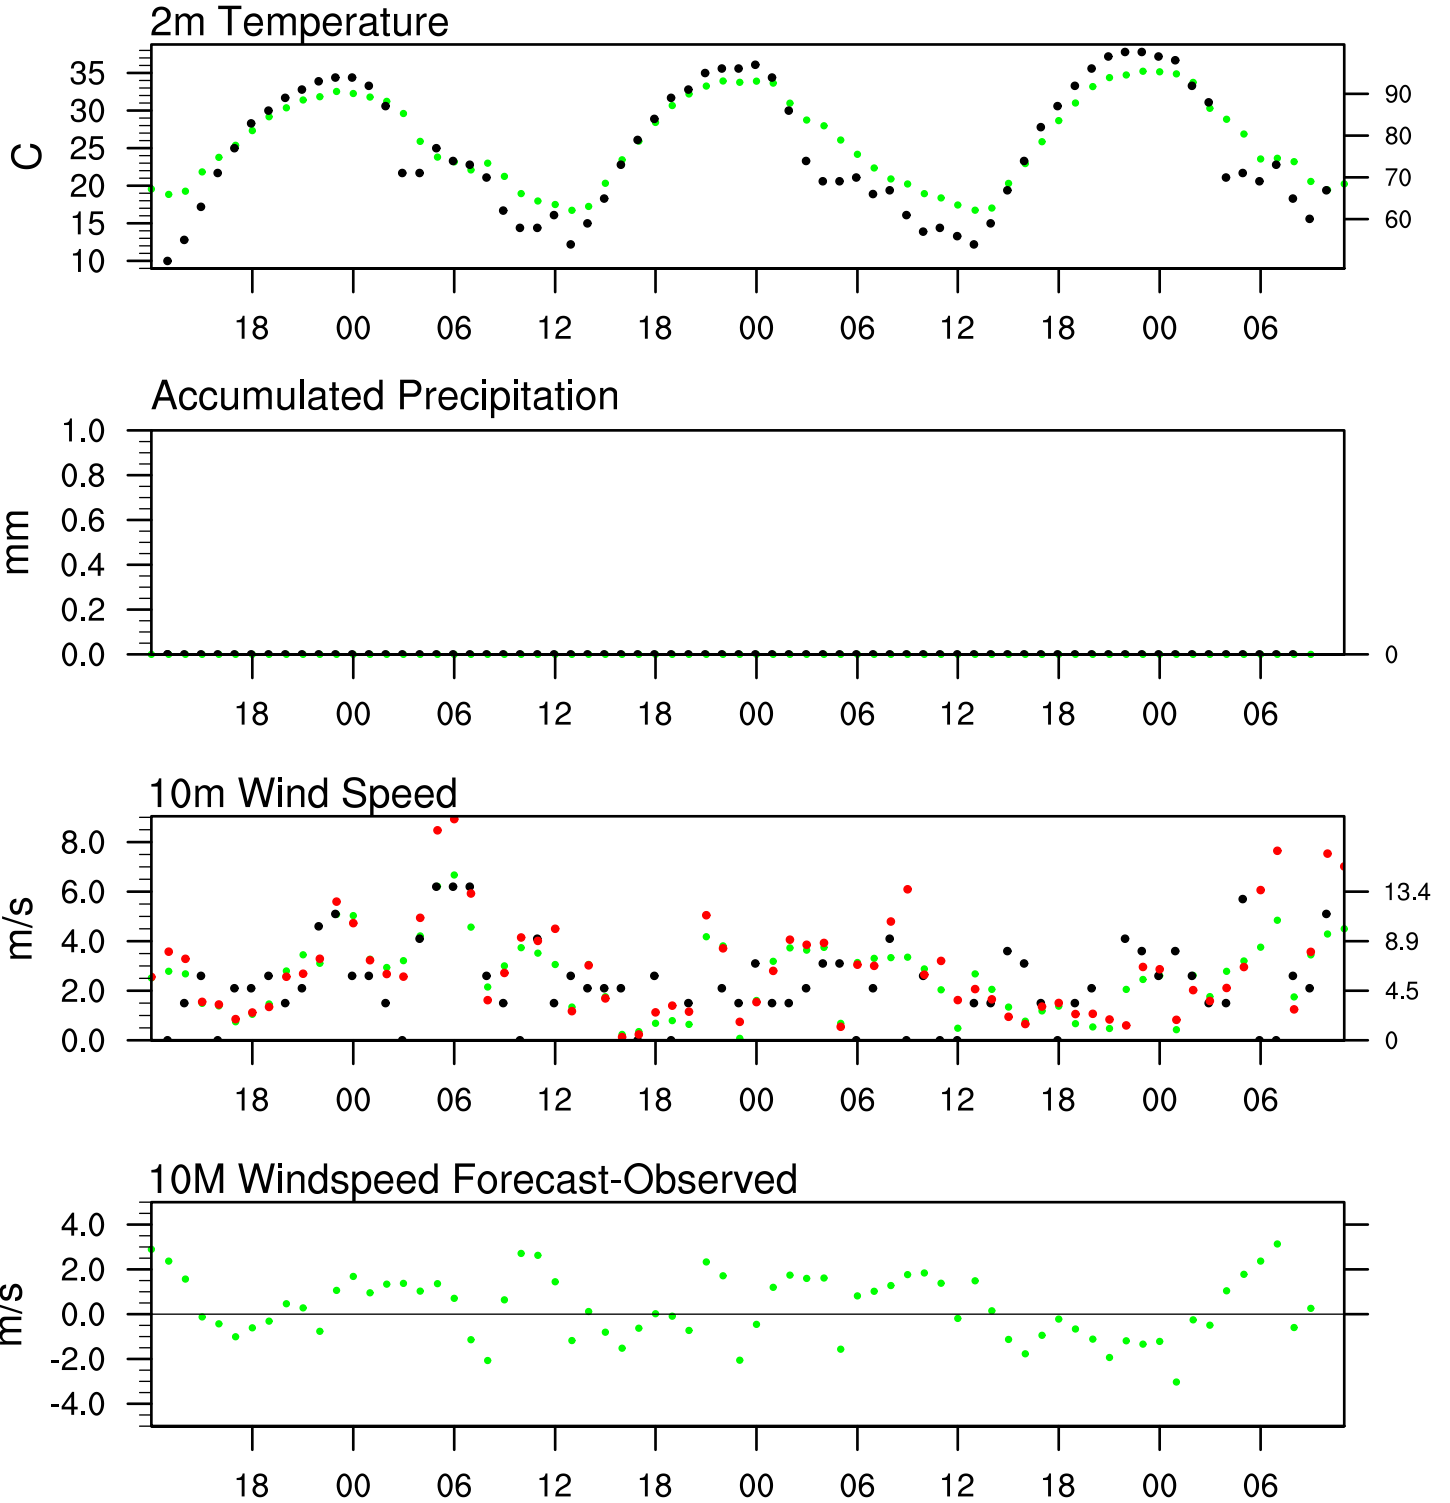 2m Temperature
35
30
25
20
15
10
C
90
80
70
60
18 00 06 12 18 00 06 12 18 00 06
Accumulated Precipitation
1.0
0.8
0.6
0.4
0.2
0.0
mm
0
18 00 06 12 18 00 06 12 18 00 06
10m Wind Speed
8.0
6.0
4.0
2.0
0.0
m/s
13.4
8.9
4.5
0
18 00 06 12 18 00 06 12 18 00 06
10M Windspeed Forecast-Observed
4.0
2.0
0.0
-2.0
-4.0
m/s
18 00 06 12 18 00 06 12 18 00 06